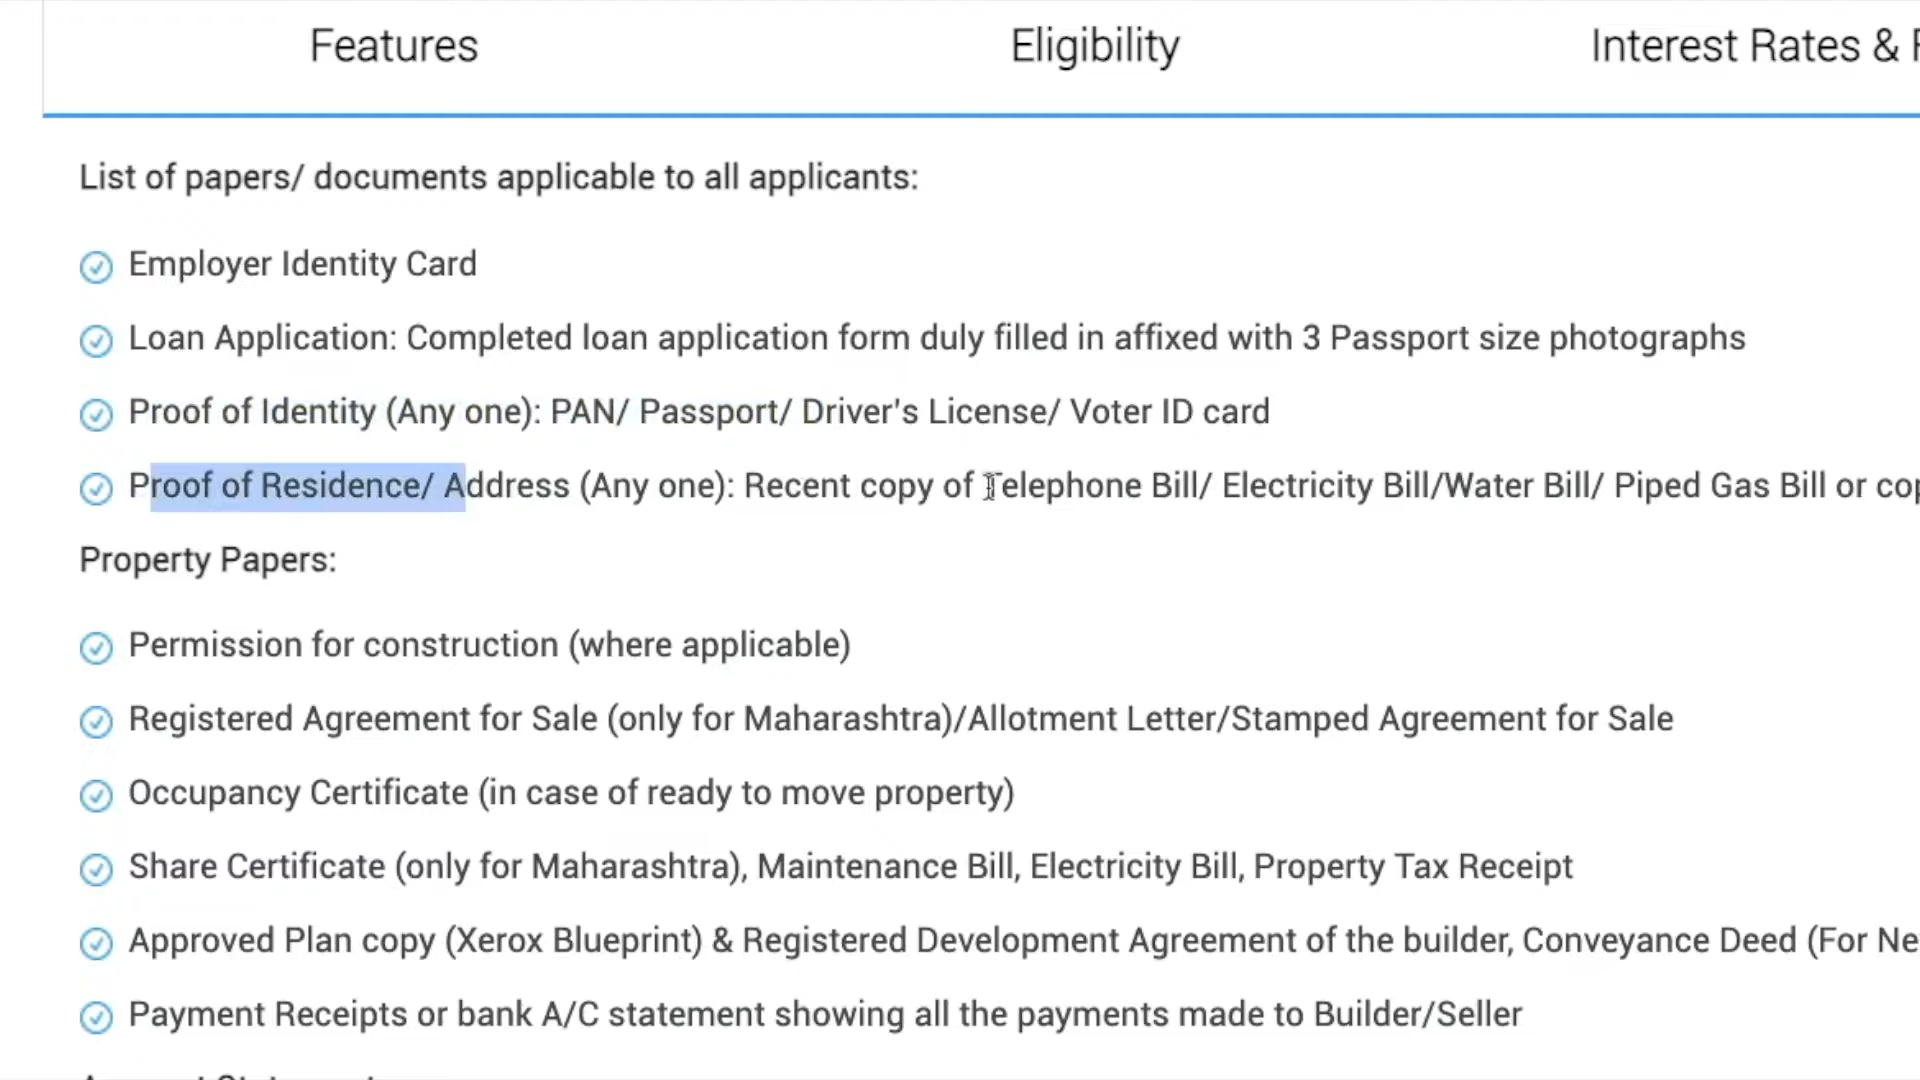 Features Eligibility Interest Rates &
List of papers/ documents applicable to all applicants:
Employer Identity Card
Loan Application: Completed loan application form duly filled in affixed with 3 Passport size photographs
Proof of Identity (Any one): PAN/ Passport/ Driver's License/ Voter ID card
Proof of Residence/ Address (Any one): Recent copy of Telephone Bill/ Electricity Bill/Water Bill/ Piped Gas Bill or
Property Papers:
Permission for construction (where applicable)
Registered Agreement for Sale (only for Maharashtra)/Allotment Letter/Stamped Agreement for Sale
Occupancy Certificate (in case of ready to move property)
Share Certificate (only for Maharashtra), Maintenance Bill, Electricity Bill, Property Tax Receipt
Approved Plan copy (Xerox Blueprint) & Registered Development Agreement of the builder, Conveyance Deed (For
Payment Receipts or bank A/C statement showing all the payments made to Builder/Seller